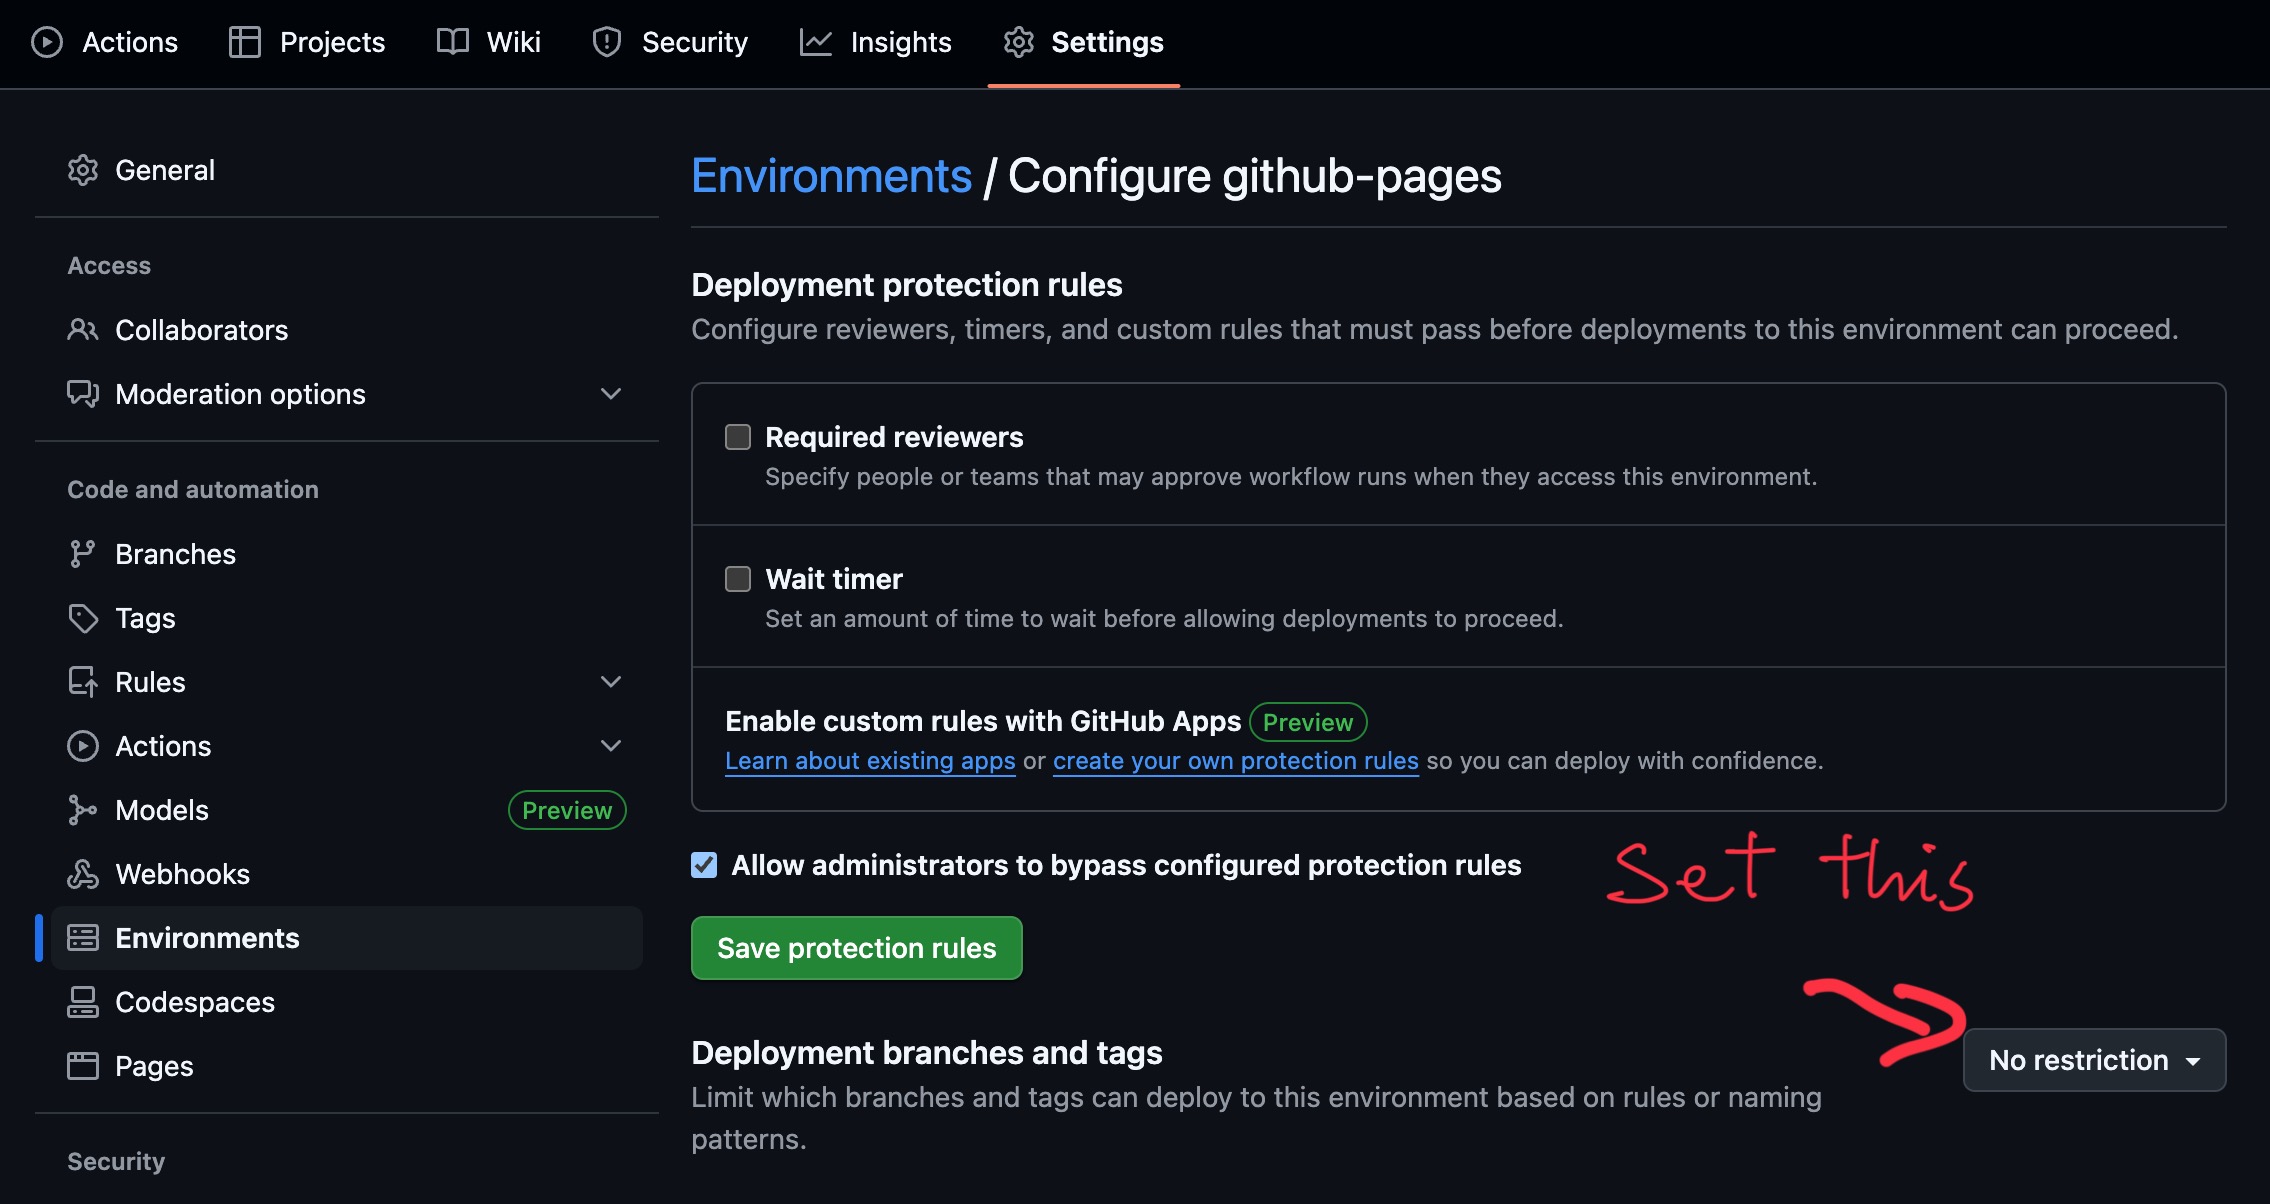 Actions Projects Wiki Security Insights Settings
General
Access
Collaborators
Moderation options
Code and automation
Branches
Tags
Rules
Actions
Models Preview
Webhooks
Environments
Codespaces
Pages
Security
Environments / Configure github-pages
Deployment protection rules
Configure reviewers, timers, and custom rules that must pass before deployments to this environment can proceed.
Required reviewers
Specify people or teams that may approve workflow runs when they access this environment.
Wait timer
Set an amount of time to wait before allowing deployments to proceed.
Enable custom rules with GitHub Apps Preview
Learn about existing apps or create your own protection rules so you can deploy with confidence.
Allow administrators to bypass configured protection rules
Set this
Save protection rules
Deployment branches and tags
No restriction
Limit which branches and tags can deploy to this environment based on rules or naming
patterns.